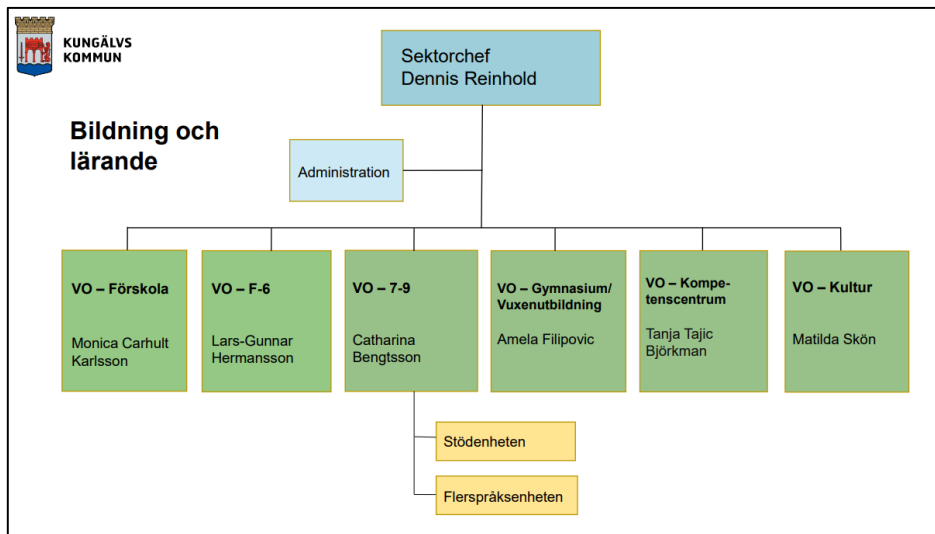 KUNGÄLVS
KOMMUN
Sektorchef
Dennis Reinhold
Bildning och
lärande
Administration
VO – Förskola
Monica Carhult
Karlsson
VO – F-6
Lars-Gunnar
Hermansson
VO – 7-9
Catharina
Bengtsson
VO – Gymnasium/
Vuxenutbildning
Amela Filipovic
VO – Kompe-
tenscentrum
Tanja Tajic
Björkman
VO – Kultur
Matilda Skön
Stödenheten
Flerspråksenheten